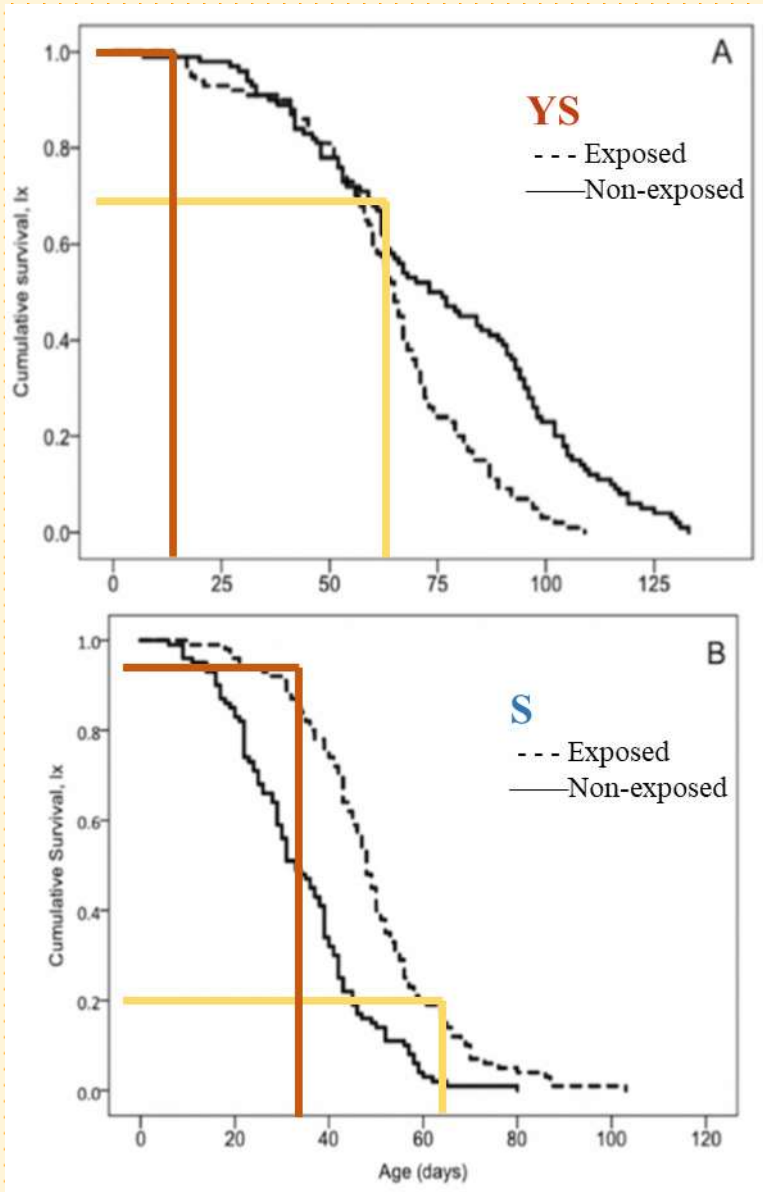 A
1.0
0.8
0.6
0.4
0.2
0.0
Cumulative survival, lx
YS
--- Exposed
Non-exposed
0 25 50 75 100 125
B
1.0
0.8
0.6
0.4
0.2
0.0
Cumulative Survival, lx
S
--- Exposed
Non-exposed
0 20 40 60 80 100 120
Age (days)